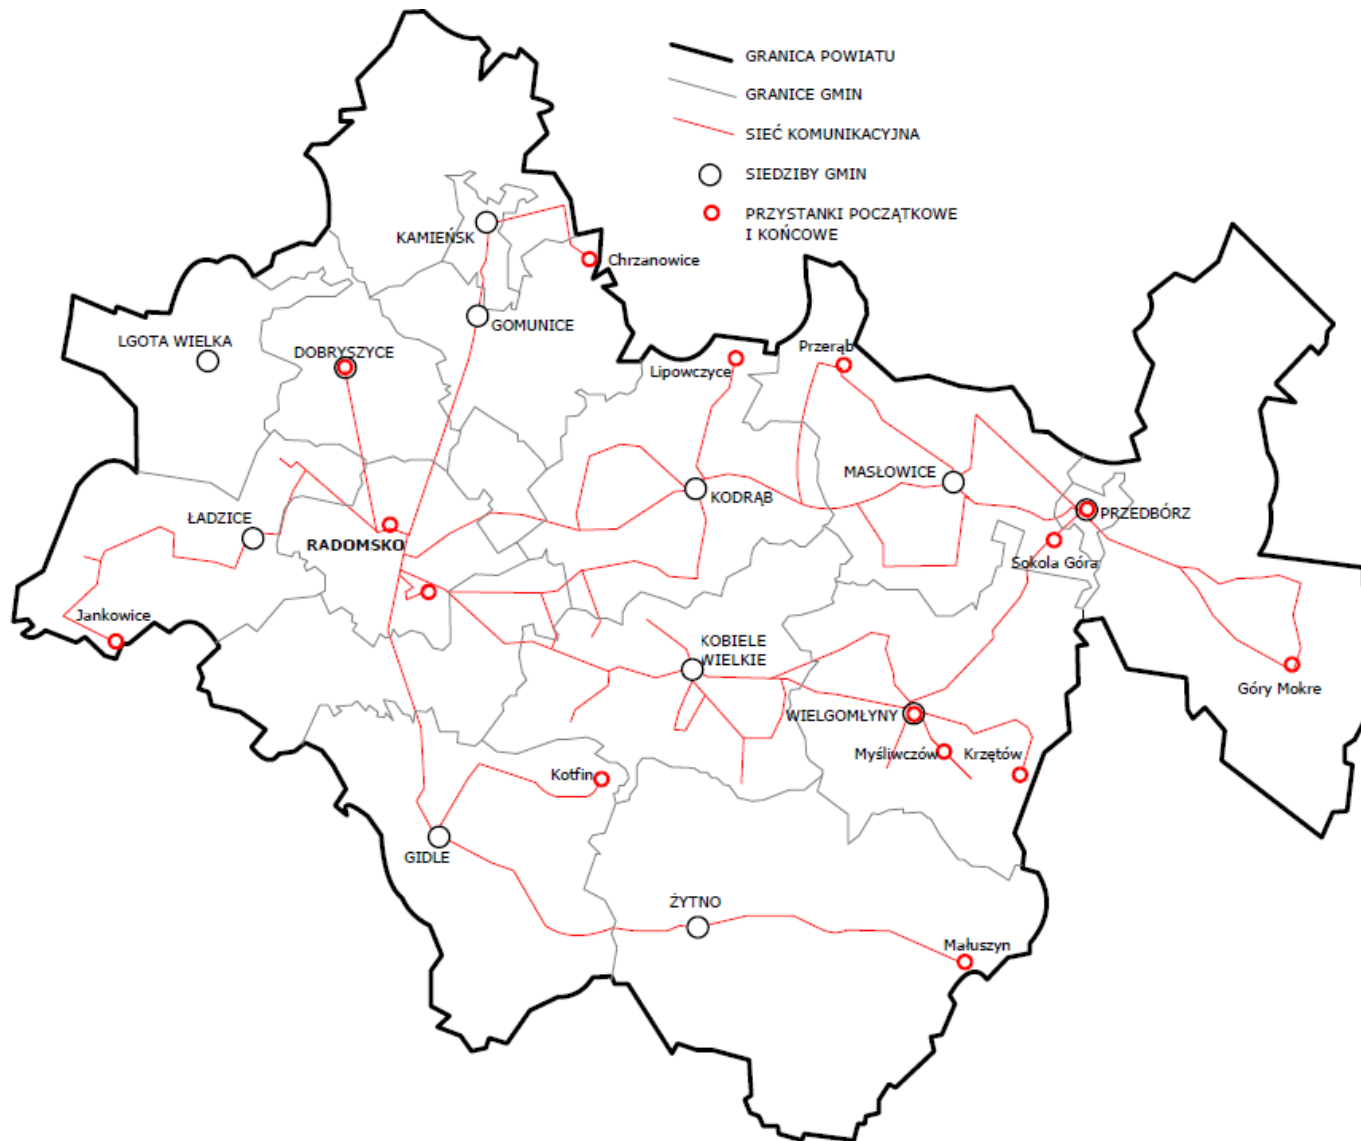 GRANICA POWIATU
GRANICE GMIN
SIEĆ KOMUNIKACYJNA
SIEDZIBY GMIN
PRZYSTANKI POCZĄTKOWE
I KOŃCOWE
KAMIEŃSK
Chrzanowice
GOMUNICE
LGOTA WIELKA
DOBRYSZYCE
Lipowczyce
Przerąb
MASŁOWICE
KODRĄB
PRZEDBÓRZ
ŁADZICE
RADOMSKO
Sokola Góra
Jankowice
KOBIELE
WIELKIE
Góry Mokre
WIELGOMŁYNY
Myśliwczów
Krzętów
Kotfin
GIDLE
ŻYTNO
Małuszyn